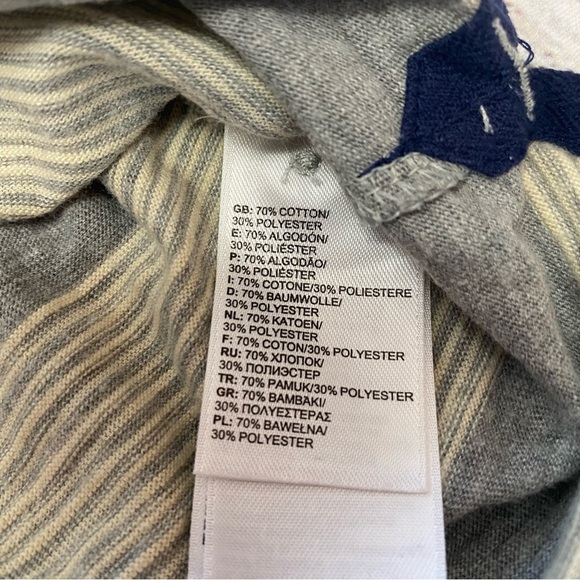 GB: 70% COTTON/
30% POLYESTER
E: 70% ALGODÓN/
30% POLIÉSTER
P: 70% ALGODÃO/
30% POLIÉSTER
I: 70% COTONE/30% POLIESTERE
D: 70% BAUMWOLLE/
30% POLYESTER
NL: 70% KATOEN/
30% POLYESTER
F: 70% COTON/30% POLYESTER
RU: 70% ХЛОПОК/
30% ПОЛИЭСТЕР
TR: 70% PAMUK/30% POLYESTER
GR: 70% ΒΑΜΒΑΚΙ/
30% ΠΟΛΥΕΣΤΕΡΑΣ
PL: 70% BAWEŁNA/
30% POLYESTER